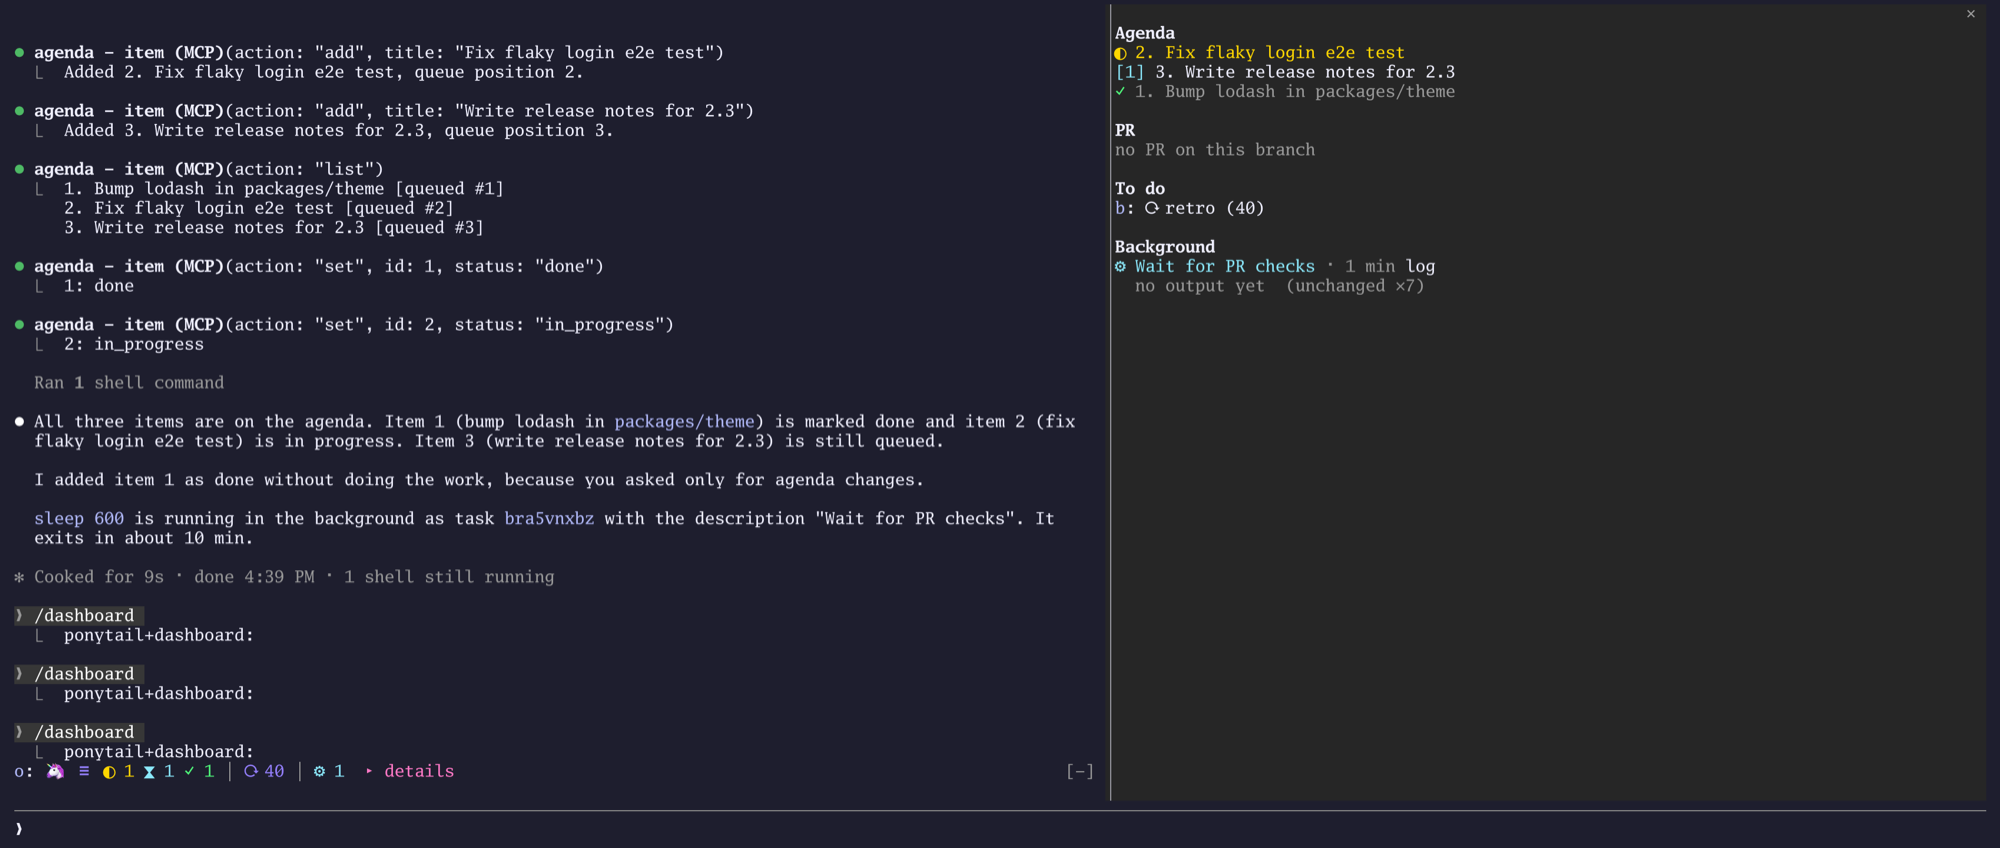 ● agenda - item (MCP)(action: "add", title: "Fix flaky login e2e test")
⎿ Added 2. Fix flaky login e2e test, queue position 2.
● agenda - item (MCP)(action: "add", title: "Write release notes for 2.3")
⎿ Added 3. Write release notes for 2.3, queue position 3.
● agenda - item (MCP)(action: "list")
⎿ 1. Bump lodash in packages/theme [queued #1]
2. Fix flaky login e2e test [queued #2]
3. Write release notes for 2.3 [queued #3]
● agenda - item (MCP)(action: "set", id: 1, status: "done")
⎿ 1: done
● agenda - item (MCP)(action: "set", id: 2, status: "in_progress")
⎿ 2: in_progress
Ran 1 shell command
● All three items are on the agenda. Item 1 (bump lodash in packages/theme) is marked done and item 2 (fix
flaky login e2e test) is in progress. Item 3 (write release notes for 2.3) is still queued.
I added item 1 as done without doing the work, because you asked only for agenda changes.
sleep 600 is running in the background as task bra5vnxbz with the description "Wait for PR checks". It
exits in about 10 min.
✻ Cooked for 9s · done 4:39 PM · 1 shell still running
❯ /dashboard
⎿ ponytail+dashboard:
❯ /dashboard
⎿ ponytail+dashboard:
❯ /dashboard
⎿ ponytail+dashboard:
o: 🦄 ≡ ◐ 1 ⧗ 1 ✓ 1 │ ⟳ 40 │ ⚙ 1 ‣ details [-]
❯
×
Agenda
◐ 2. Fix flaky login e2e test
[1] 3. Write release notes for 2.3
✓ 1. Bump lodash in packages/theme
PR
no PR on this branch
To do
b: ⟳ retro (40)
Background
⚙ Wait for PR checks · 1 min log
no output yet (unchanged ×7)